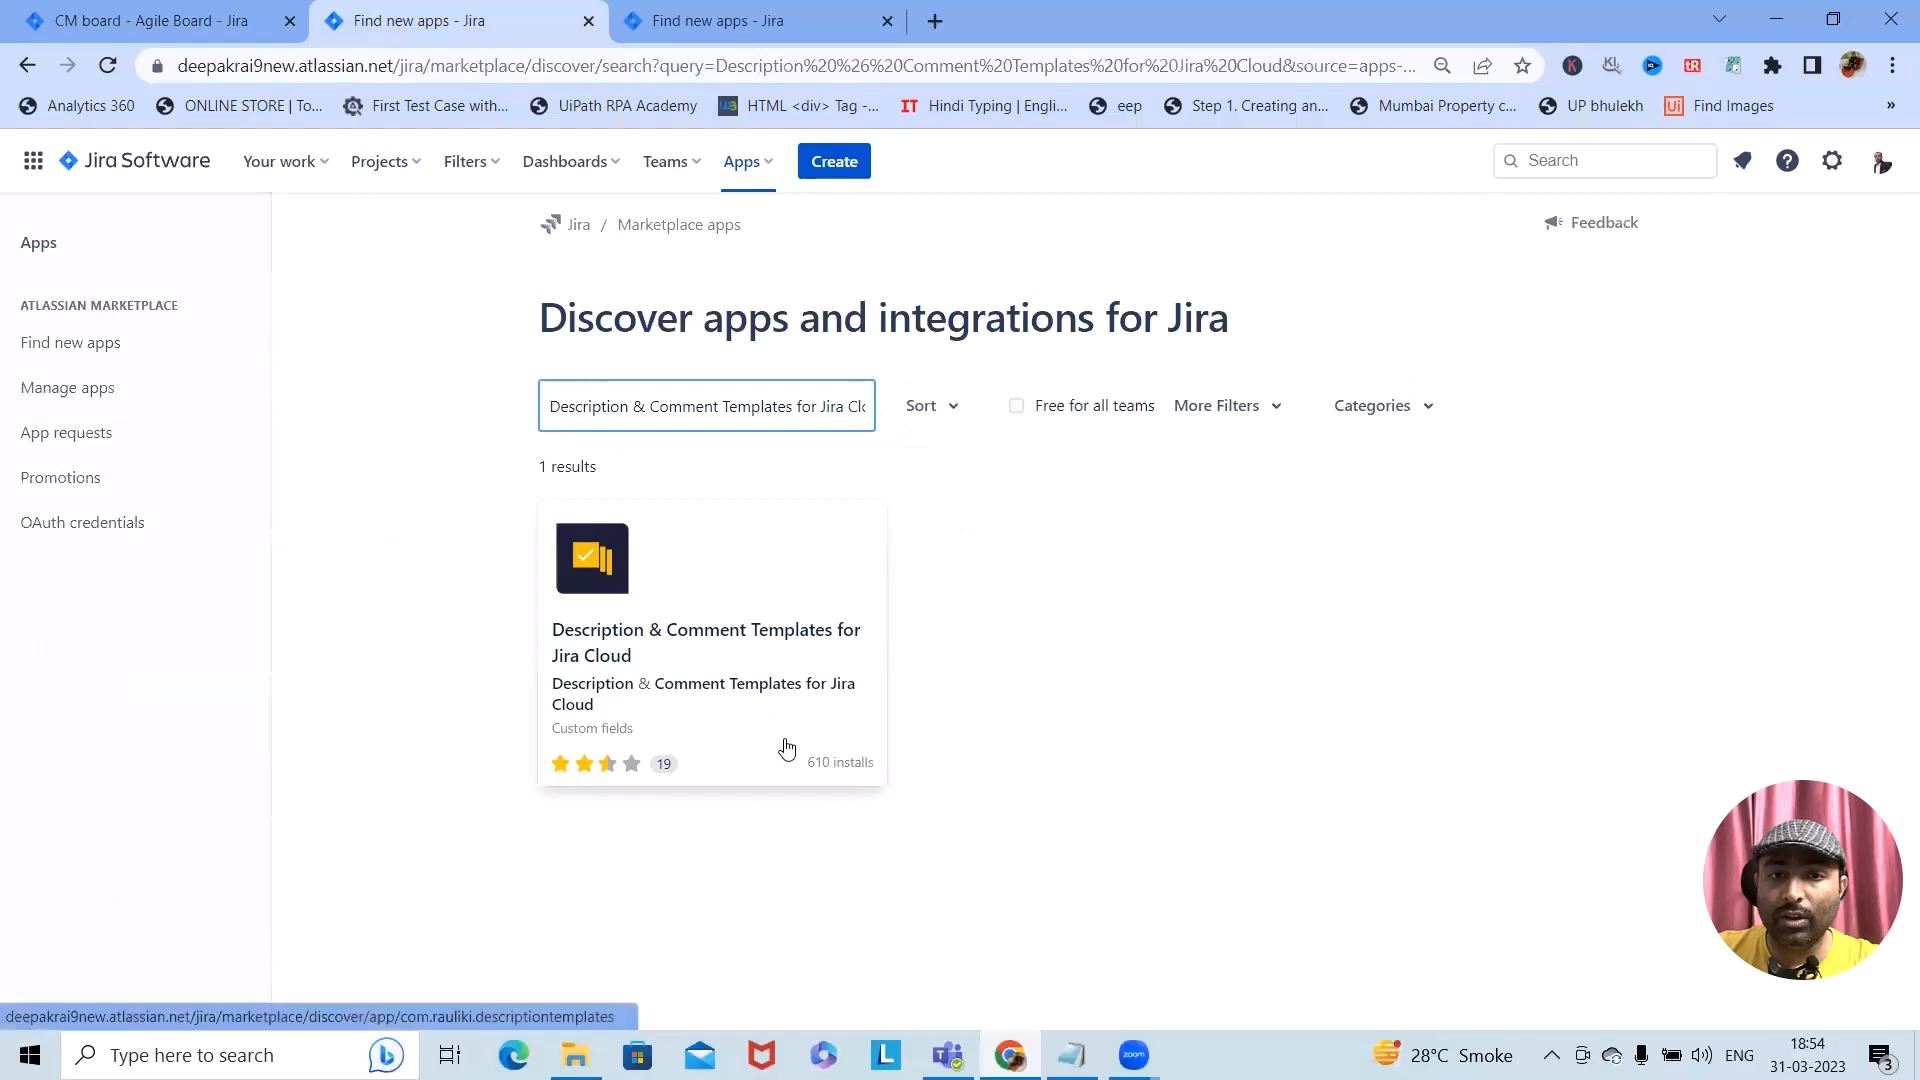 CM board - Agile Board - Jira
Find new apps - Jira
Find new apps - Jira
deepakrai9new.atlassian.net/jira/marketplace/discover/search?query=Description%20%26%20Comment%20Templates%20for%20Jira%20Cloud&source=apps-...
Analytics 360
ONLINE STORE | To...
First Test Case with...
UiPath RPA Academy
HTML <div> Tag -...
IT Hindi Typing | Engli...
eep
Step 1. Creating an...
Mumbai Property c...
UP bhulekh
Ui Find Images
»
Jira Software
Your work
Projects
Filters
Dashboards
Teams
Apps
Create
Search
Jira / Marketplace apps
Feedback
Apps
ATLASSIAN MARKETPLACE
Find new apps
Manage apps
App requests
Promotions
OAuth credentials
Discover apps and integrations for Jira
Description & Comment Templates for Jira Clo
Sort
Free for all teams
More Filters
Categories
1 results
Description & Comment Templates for
Jira Cloud
Description & Comment Templates for Jira
Cloud
Custom fields
19
610 installs
deepakrai9new.atlassian.net/jira/marketplace/discover/app/com.rauliki.descriptiontemplates
Type here to search
L
zoom
28°C Smoke
ENG
18:54
31-03-2023
3